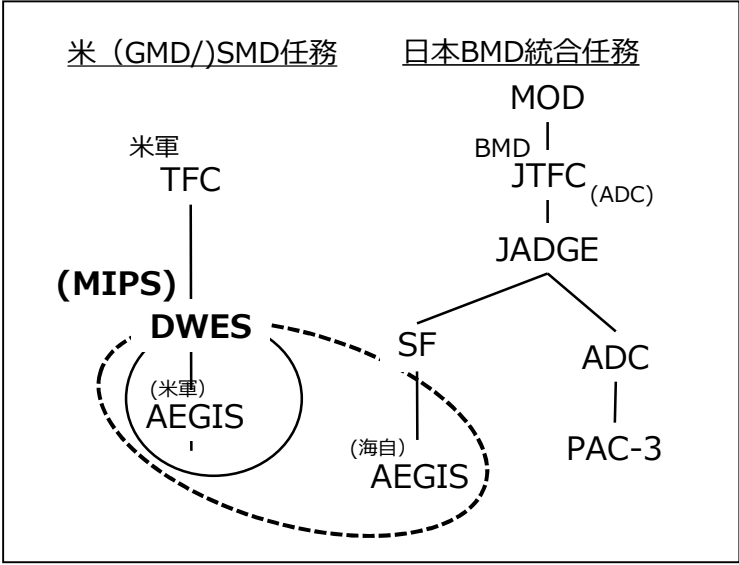 米（GMD/)SMD任務
米軍
TFC
(MIPS)
DWES
(米軍）
AEGIS
日本BMD統合任務
MOD
BMD
JTFC
(ADC)
JADGE
SF
ADC
(海自）
AEGIS
PAC-3